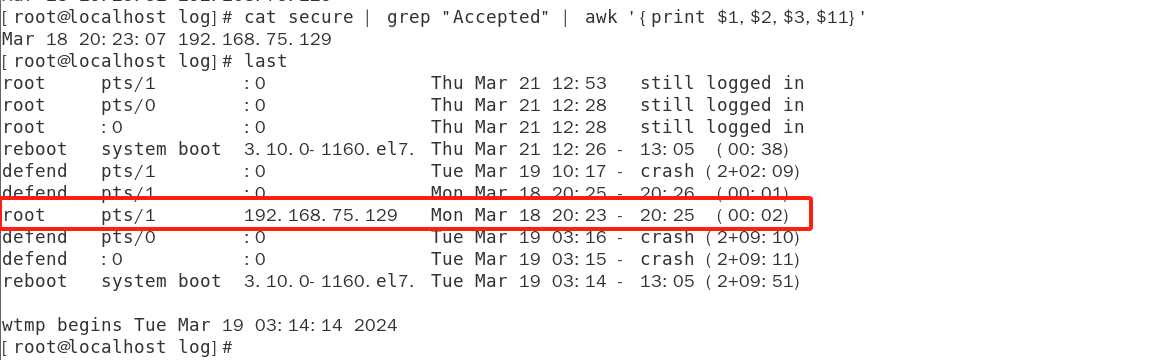 [root@localhost log]# cat secure | grep "Accepted" | awk '{print $1,$2,$3,$11}'
Mar 18 20:23:07 192.168.75.129
[root@localhost log]# last
root     pts/1        :0               Thu Mar 21 12:53   still logged in
root     pts/0        :0               Thu Mar 21 12:28   still logged in
root     :0           :0               Thu Mar 21 12:28   still logged in
reboot   system boot  3.10.0-1160.el7. Thu Mar 21 12:26 - 13:05  (00:38)
defend   pts/1        :0               Tue Mar 19 10:17 - crash (2+02:09)
defend   pts/1        :0               Mon Mar 18 20:25 - 20:26  (00:01)
root     pts/1        192.168.75.129   Mon Mar 18 20:23 - 20:25  (00:02)
defend   pts/0        :0               Tue Mar 19 03:16 - crash (2+09:10)
defend   :0           :0               Tue Mar 19 03:15 - crash (2+09:11)
reboot   system boot  3.10.0-1160.el7. Tue Mar 19 03:14 - 13:05 (2+09:51)
wtmp begins Tue Mar 19 03:14:14 2024
[root@localhost log]#